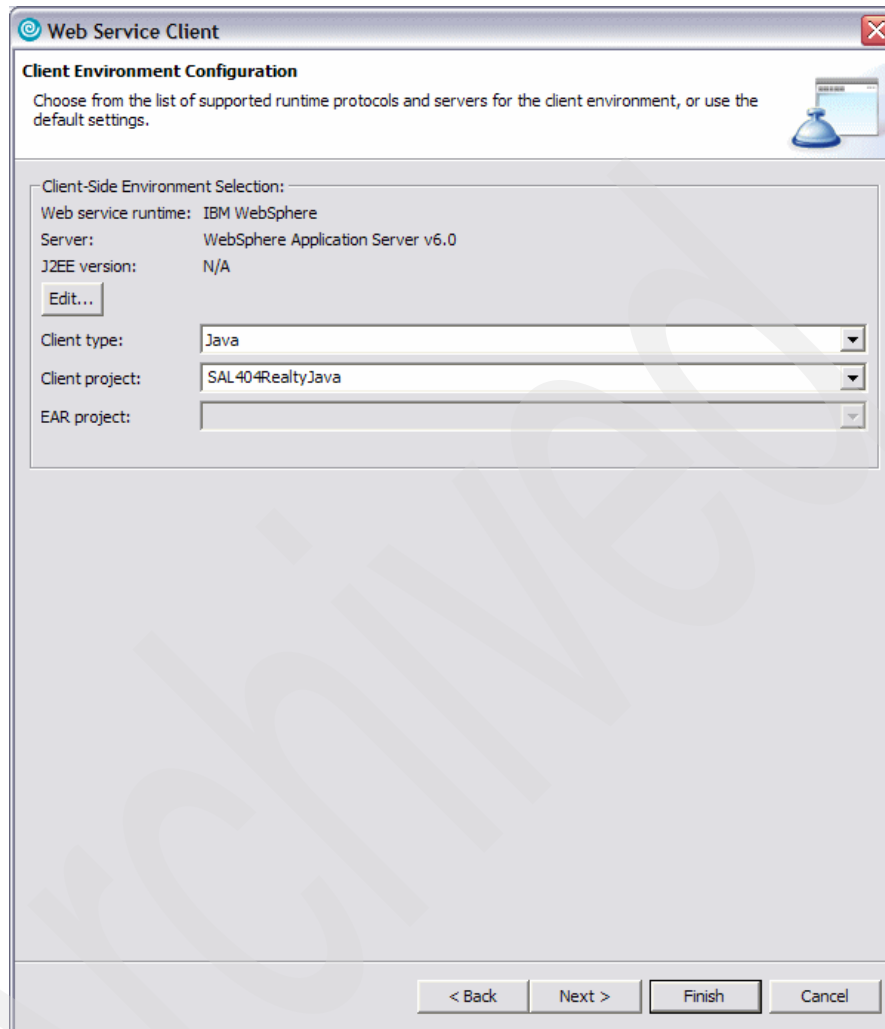 Web Service Client
Client Environment Configuration
Choose from the list of supported runtime protocols and servers for the client environment, or use the
default settings.
Client-Side Environment Selection:
Web service runtime: IBM WebSphere
Server: WebSphere Application Server v6.0
J2EE version: N/A
Edit...
Client type: Java
Client project: SAL404RealtyJava
EAR project:
< Back Next > Finish Cancel